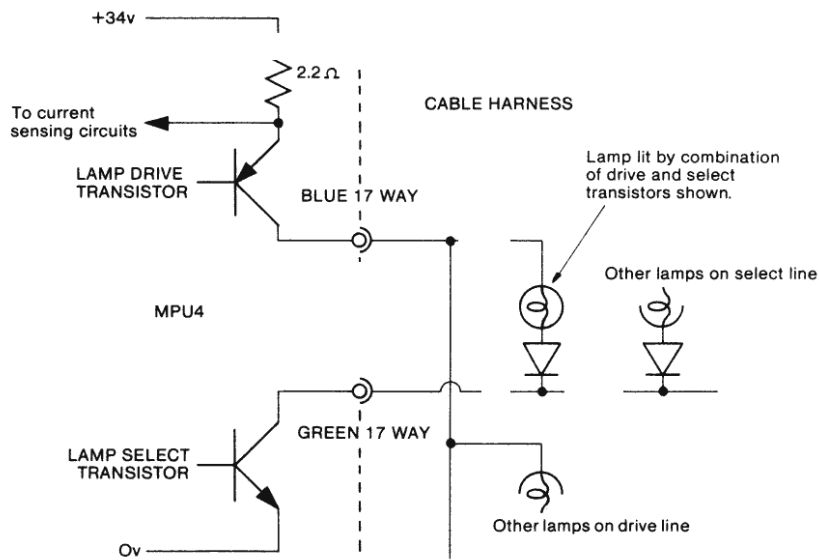 +34v
2.2Ω
To current
sensing circuits
CABLE HARNESS
Lamp lit by combination
of drive and select
transistors shown.
LAMP DRIVE
TRANSISTOR
BLUE 17 WAY
Other lamps on select line
MPU4
GREEN 17 WAY
LAMP SELECT
TRANSISTOR
Other lamps on drive line
Ov